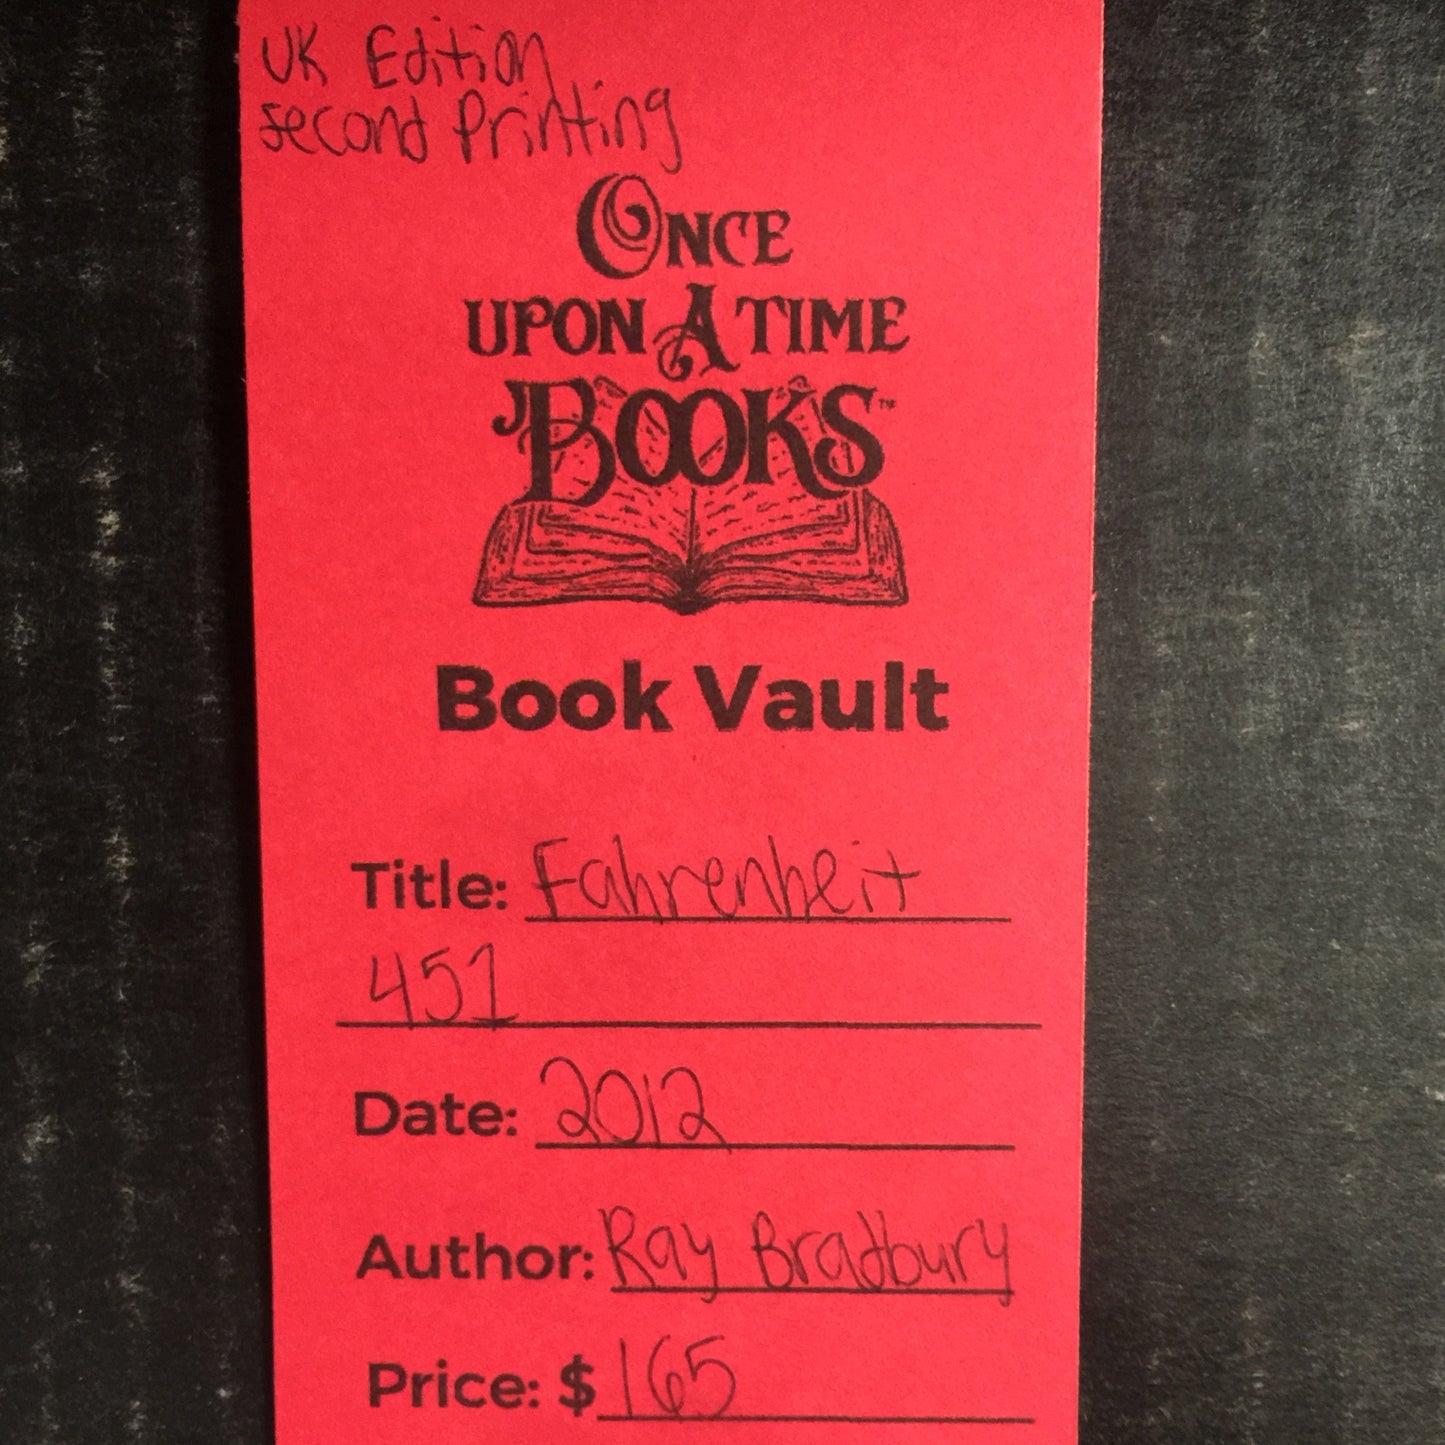 UK Edition
Second Printing
ONCE
UPON A TIME
BOOKS™
Book Vault
Title: Fahrenheit
451
Date: 2012
Author: Ray Bradbury
Price: $165